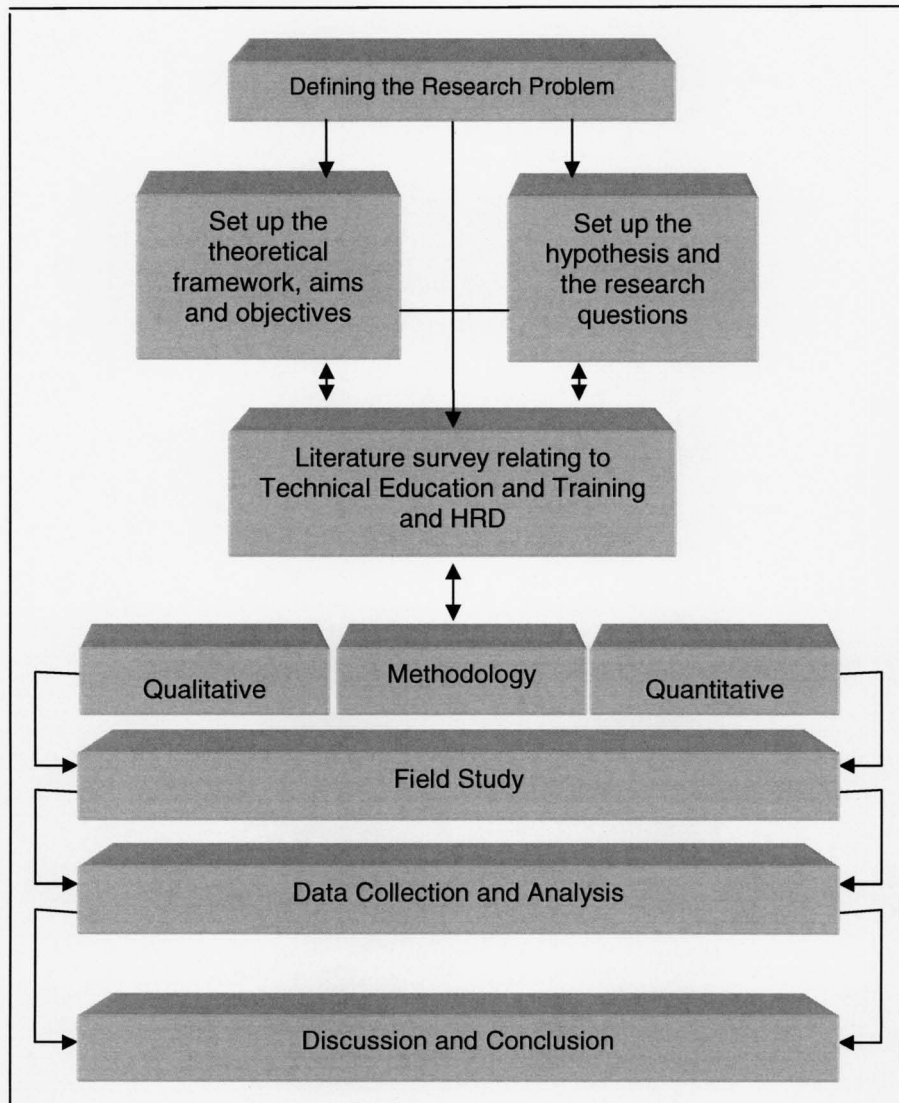 Defining the Research Problem
Set up the
theoretical
framework, aims
and objectives
Set up the
hypothesis and
the research
questions
Literature survey relating to
Technical Education and Training
and HRD
Qualitative
Methodology
Quantitative
Field Study
Data Collection and Analysis
Discussion and Conclusion